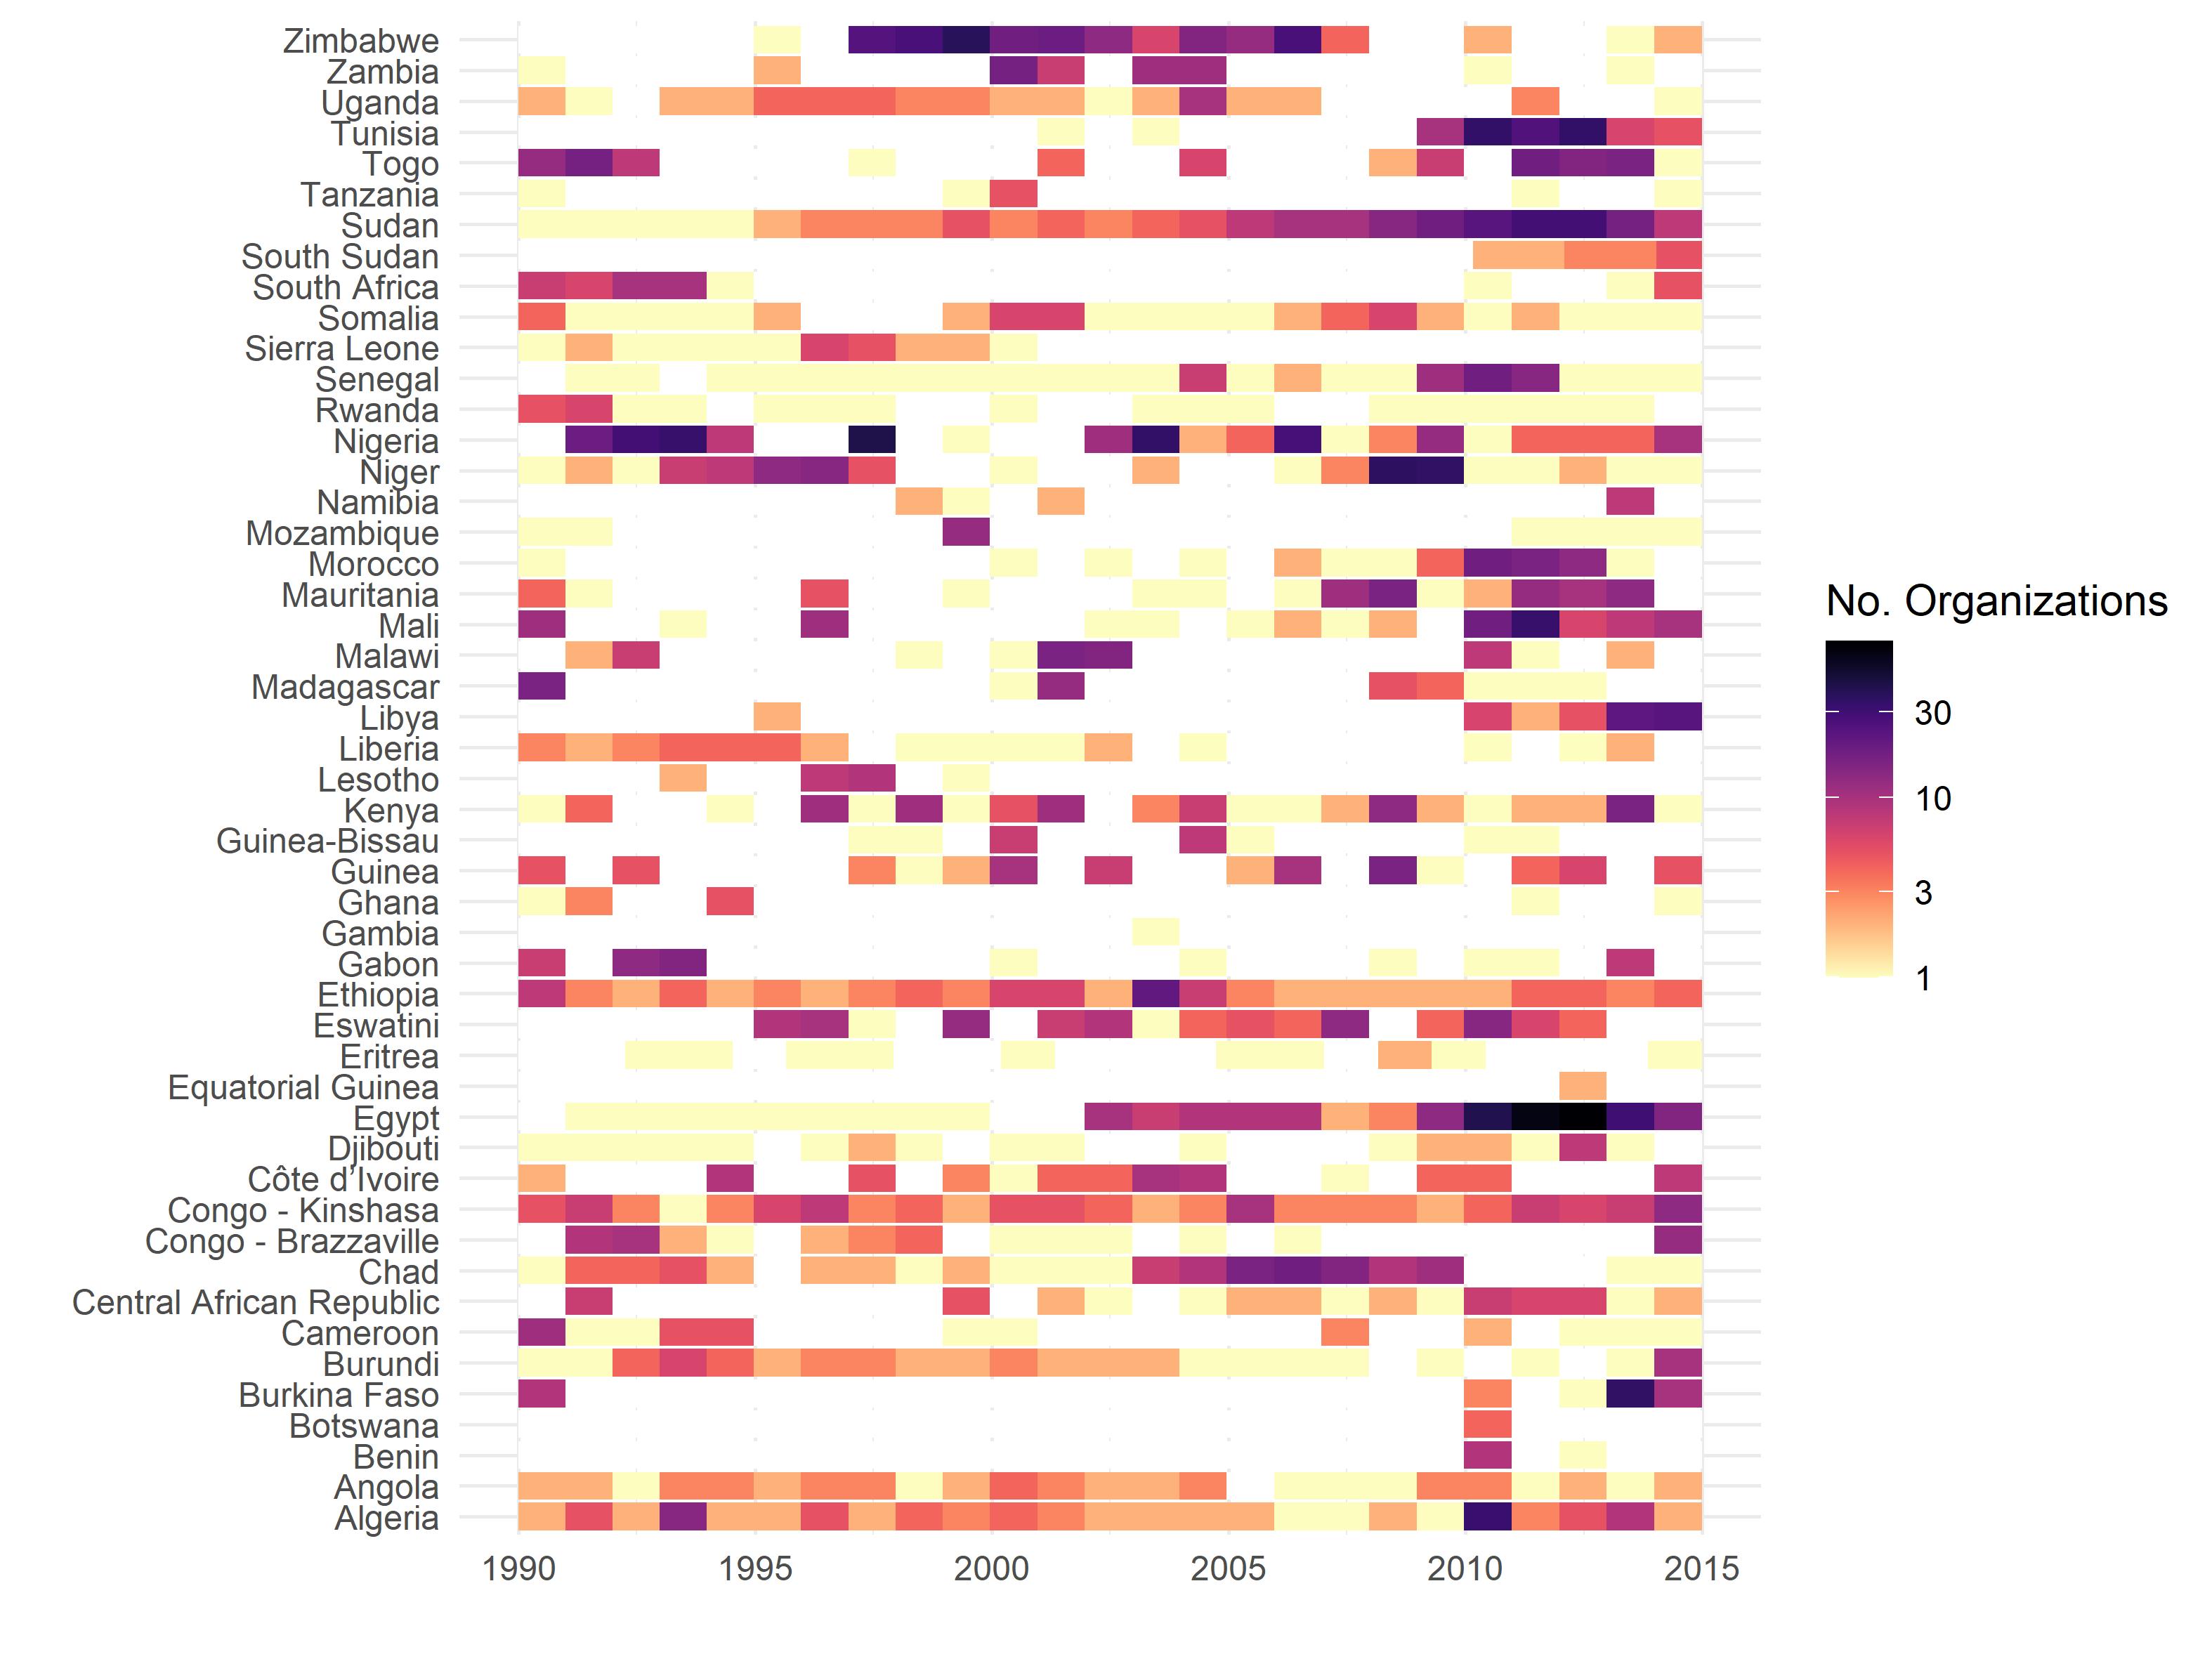 Zimbabwe
Zambia
Uganda
Tunisia
Togo
Tanzania
Sudan
South Sudan
South Africa
Somalia
Sierra Leone
Senegal
Rwanda
Nigeria
Niger
Namibia
Mozambique
Morocco
Mauritania
Mali
Malawi
Madagascar
Libya
Liberia
Lesotho
Kenya
Guinea-Bissau
Guinea
Ghana
Gambia
Gabon
Ethiopia
Eswatini
Eritrea
Equatorial Guinea
Egypt
Djibouti
Côte d’Ivoire
Congo - Kinshasa
Congo - Brazzaville
Chad
Central African Republic
Cameroon
Burundi
Burkina Faso
Botswana
Benin
Angola
Algeria
1990 1995 2000 2005 2010 2015
No. Organizations
30
10
3
1